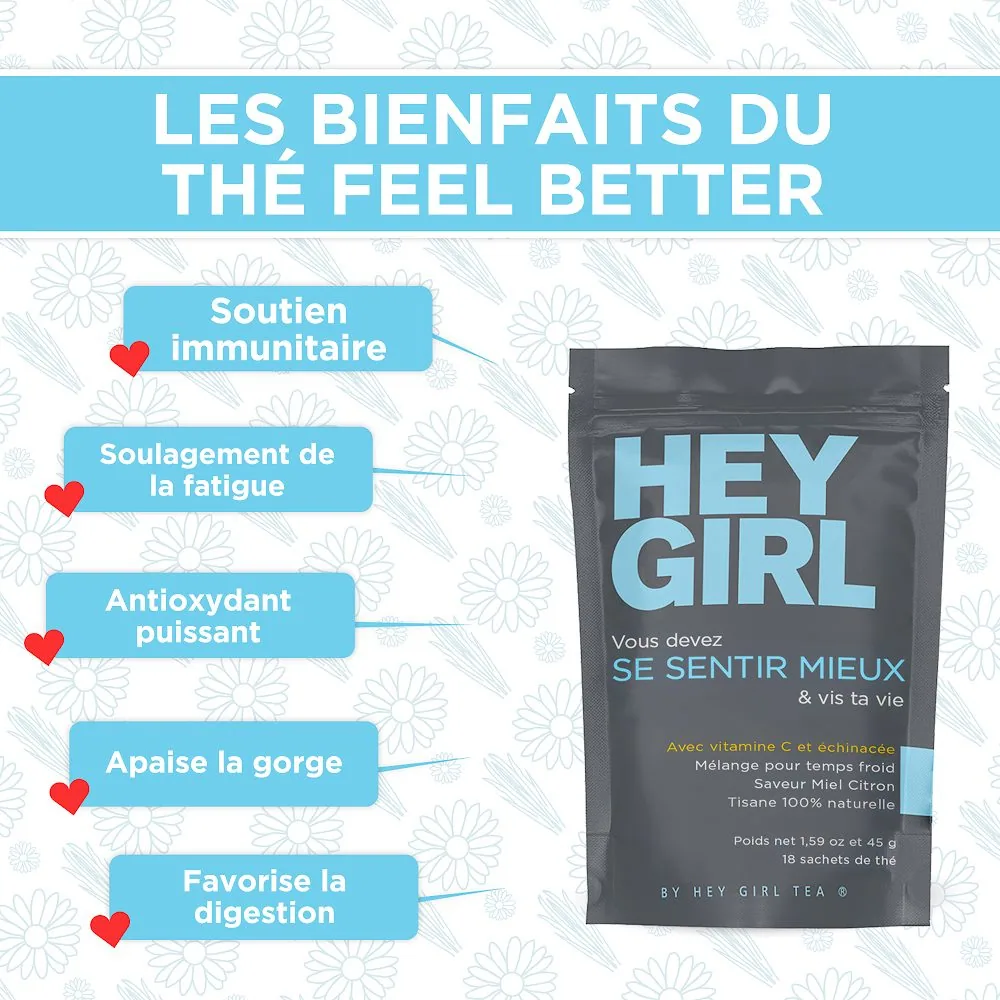 LES BIENFAITS DU
THÉ FEEL BETTER
Soutien
immunitaire
Soulagement de
la fatigue
Antioxydant
puissant
Apaise la gorge
Favorise la
digestion
HEY
GIRL
Vous devez
SE SENTIR MIEUX
& vis ta vie
Avec vitamine C et échinacée
Mélange pour temps froid
Saveur Miel Citron
Tisane 100% naturelle
Poids net 1,59 oz et 45 g
18 sachets de thé
BY HEY GIRL TEA ®